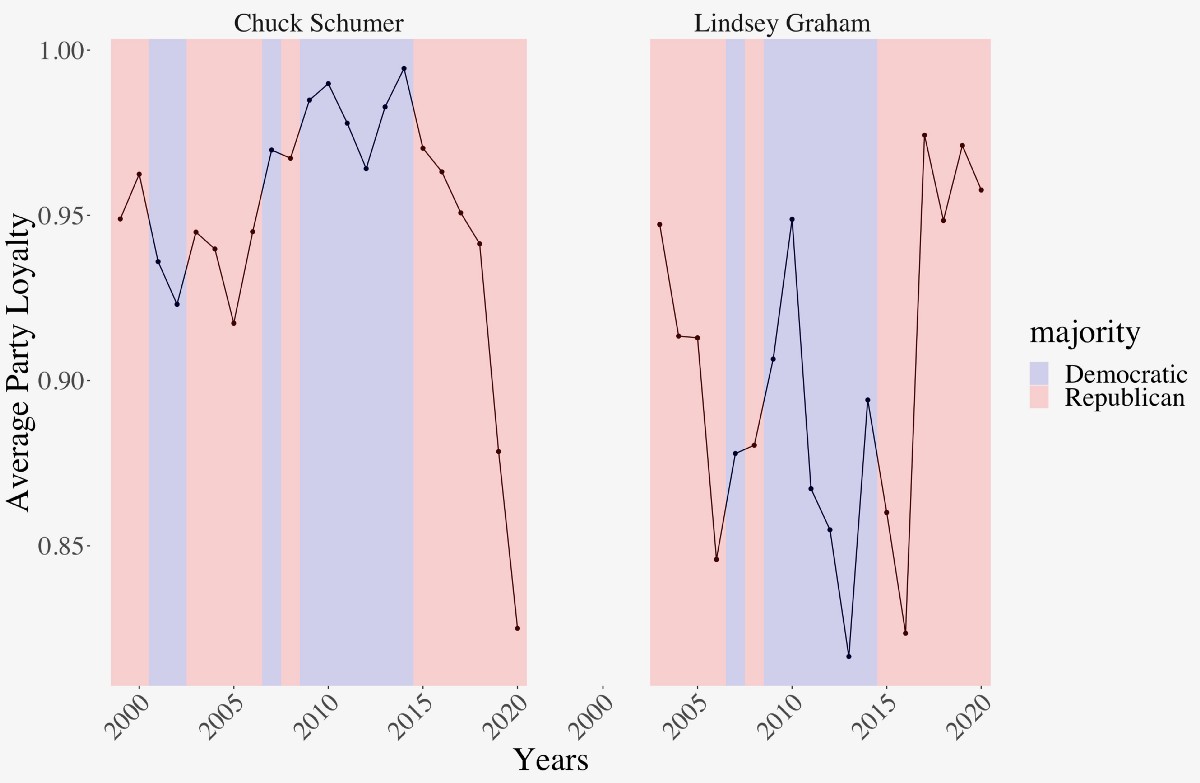 Chuck Schumer
Lindsey Graham
1.00
0.95
0.90
0.85
Average Party Loyalty
2000
2005
2010
2015
2020
2000
2005
2010
2015
2020
Years
majority
Democratic
Republican